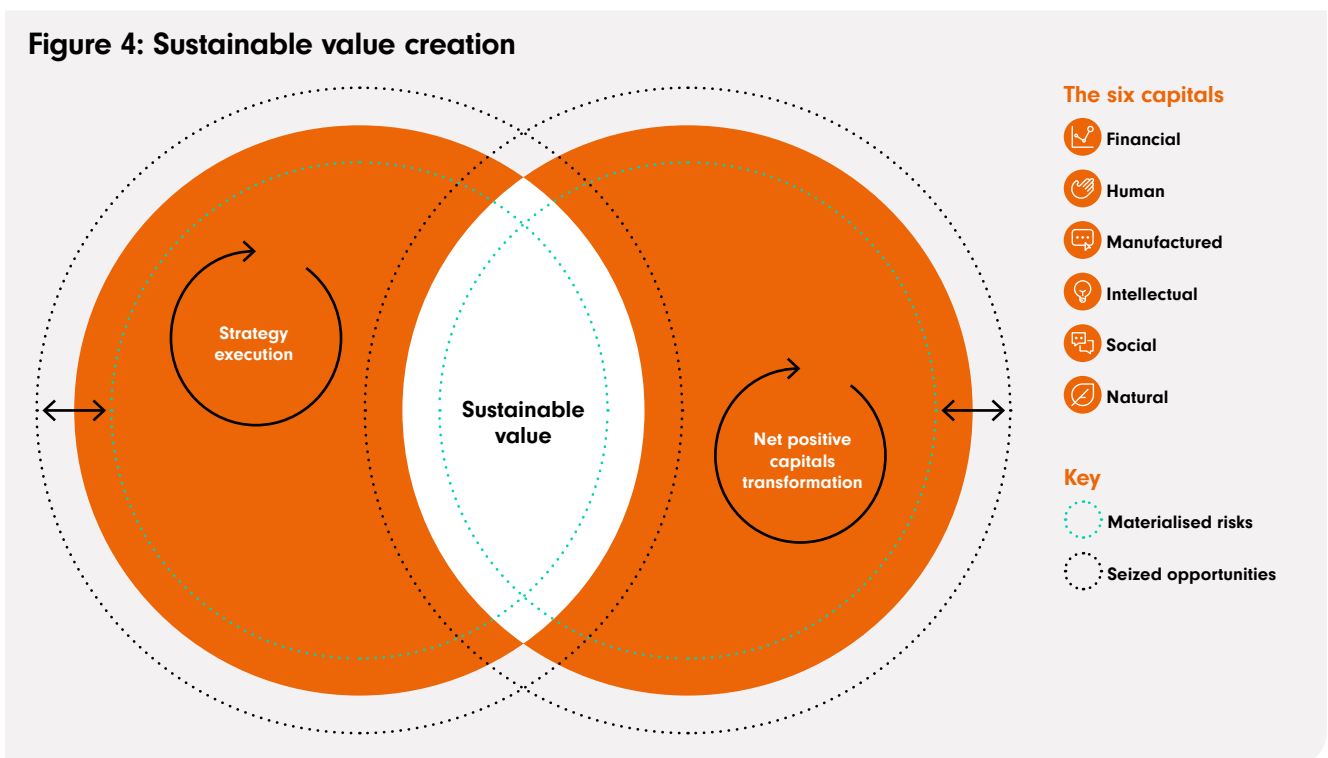 Figure 4: Sustainable value creation
Strategy
execution
Sustainable
value
Net positive
capitals
transformation
The six capitals
Financial
Human
Manufactured
Intellectual
Social
Natural
Key
Materialised risks
Seized opportunities